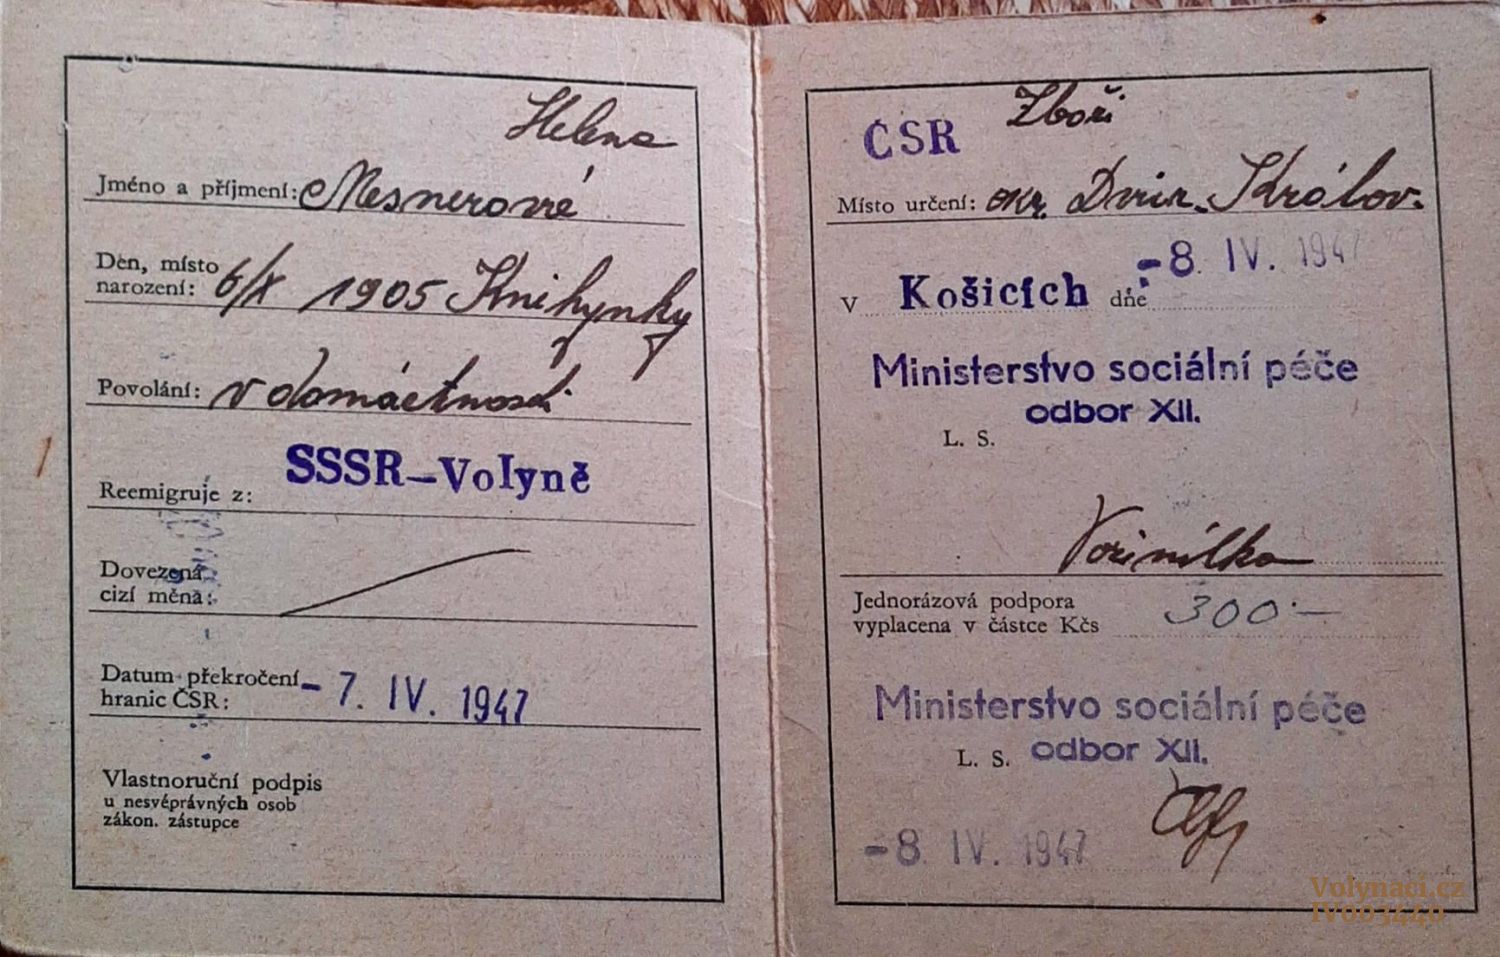 Helena
Jméno a příjmení: Mesnerová
Den, místo
narození: 6/X 1905 Knihynky
Povolání: v domácnosti
Reemigruje z: SSSR–Volyně
Dovezená
cizí měna:
Datum překročení
hranic ČSR: - 7. IV. 1947
Vlastnoruční podpis
u nesvéprávných osob
zákon. zástupce
ČSR Zboží
Místo určení: okr. Dvůr. Králov.
V Košicích dne - 8. IV. 1947
Ministerstvo sociální péče
odbor XII.
L. S.
Jednorázová podpora
vyplacena v částce Kčs 300·—
Ministerstvo sociální péče
L. S. odbor XII.
- 8. IV. 1947
Volynaci.cz
IV003440